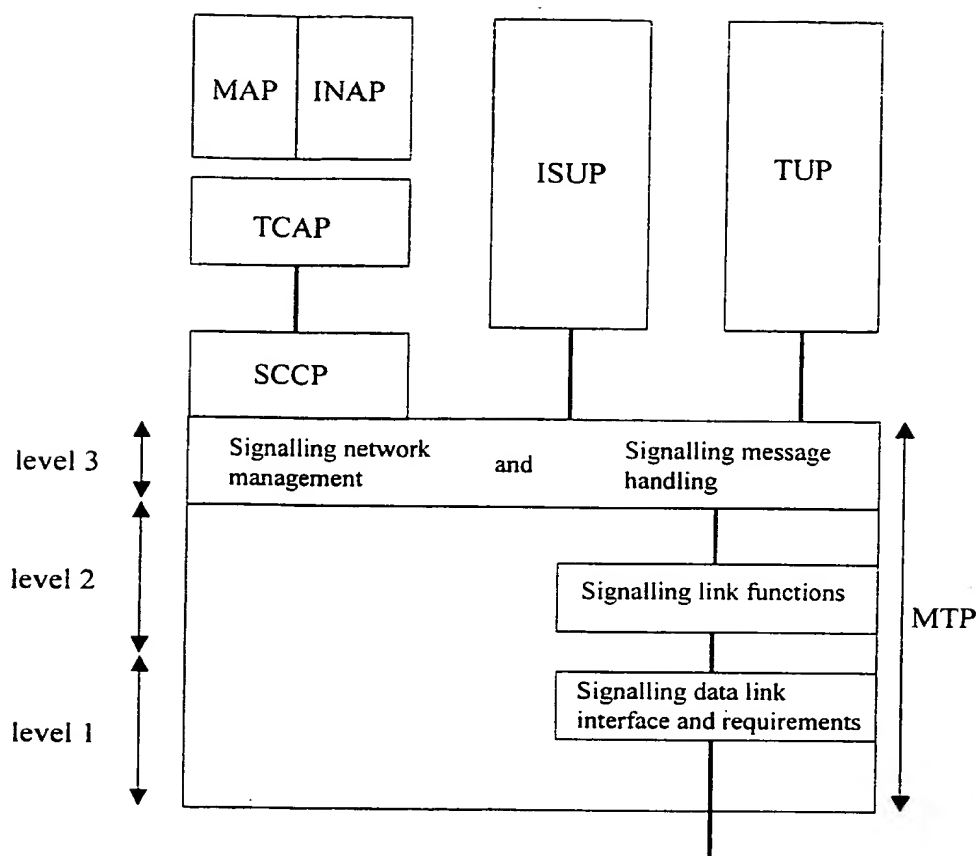 MAP INAP
ISUP
TUP
TCAP
SCCP
level 3
Signalling network
management
and
Signalling message
handling
level 2
Signalling link functions
MTP
Signalling data link
interface and requirements
level 1